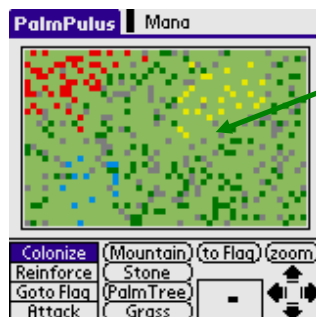 PalmPulus Mana
Colonize (Mountain) (to Flag) (zoom)
Reinforce Stone
Goto Flag (PalmTree)
Attack Grass